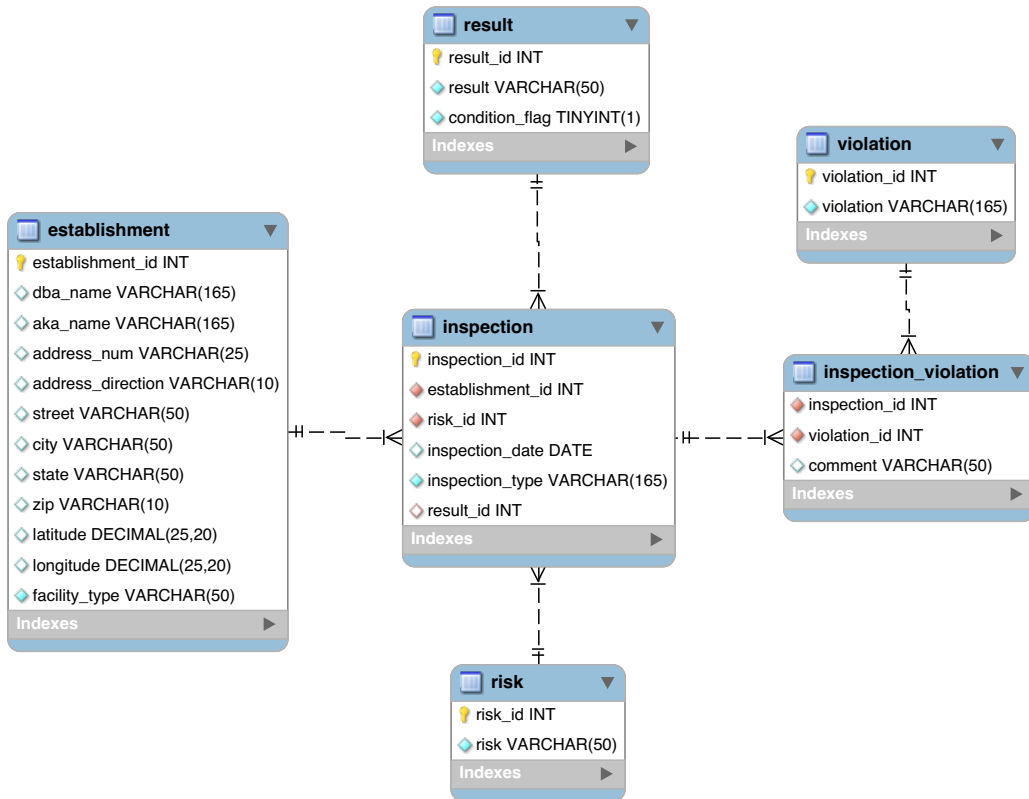 result
result_id INT
result VARCHAR(50)
condition_flag TINYINT(1)
Indexes
violation
violation_id INT
violation VARCHAR(165)
Indexes
establishment
establishment_id INT
dba_name VARCHAR(165)
aka_name VARCHAR(165)
address_num VARCHAR(25)
address_direction VARCHAR(10)
street VARCHAR(50)
city VARCHAR(50)
state VARCHAR(50)
zip VARCHAR(10)
latitude DECIMAL(25,20)
longitude DECIMAL(25,20)
facility_type VARCHAR(50)
Indexes
inspection
inspection_id INT
establishment_id INT
risk_id INT
inspection_date DATE
inspection_type VARCHAR(165)
result_id INT
Indexes
inspection_violation
inspection_id INT
violation_id INT
comment VARCHAR(50)
Indexes
risk
risk_id INT
risk VARCHAR(50)
Indexes